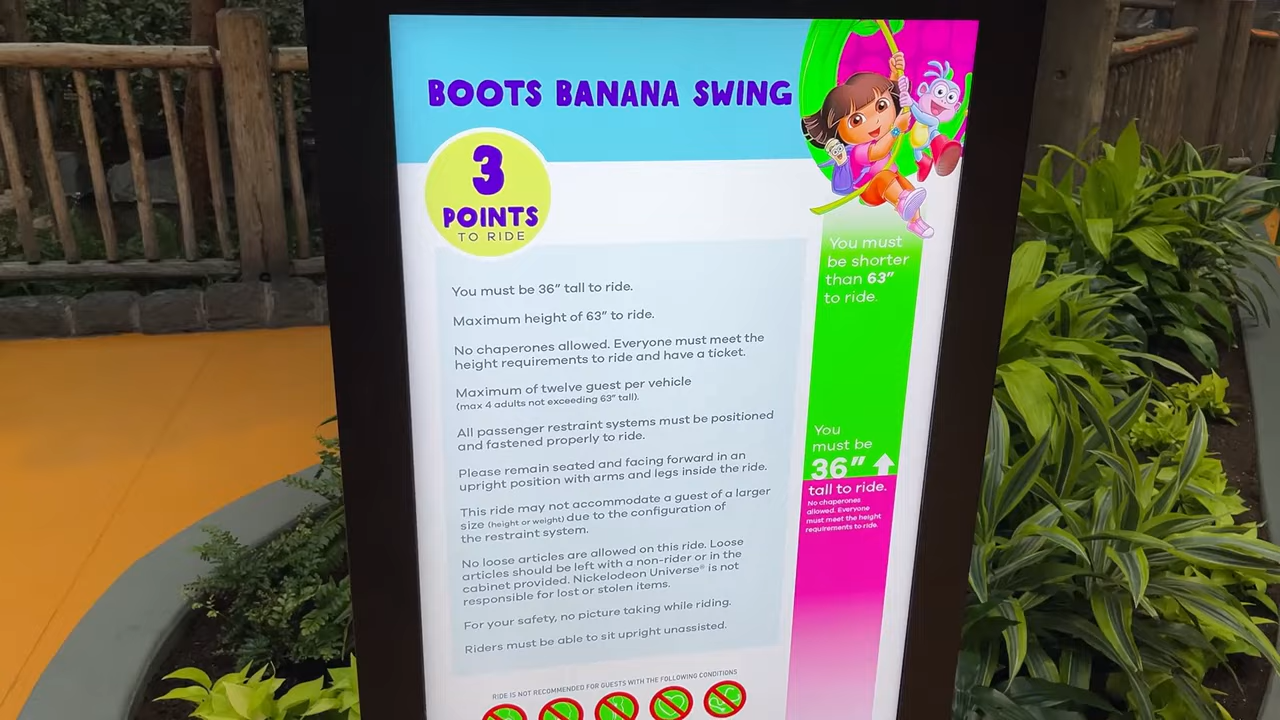 BOOTS BANANA SWING
3
POINTS
TO RIDE
You must be 36" tall to ride.
Maximum height of 63" to ride.
No chaperones allowed. Everyone must meet the
height requirements to ride and have a ticket.
Maximum of twelve guest per vehicle
(max 4 adults not exceeding 63" tall).
All passenger restraint systems must be positioned
and fastened properly to ride.
Please remain seated and facing forward in an
upright position with arms and legs inside the ride.
This ride may not accommodate a guest of a larger
size (height or weight) due to the configuration of
the restraint system.
No loose articles are allowed on this ride. Loose
articles should be left with a non-rider or in the
cabinet provided. Nickelodeon Universe® is not
responsible for lost or stolen items.
For your safety, no picture taking while riding.
Riders must be able to sit upright unassisted.
RIDE IS NOT RECOMMENDED FOR GUESTS WITH THE FOLLOWING CONDITIONS
You must
be shorter
than 63"
to ride.
You
must be
36"
tall to ride.
No chaperones
allowed. Everyone
must meet the height
requirements to ride.